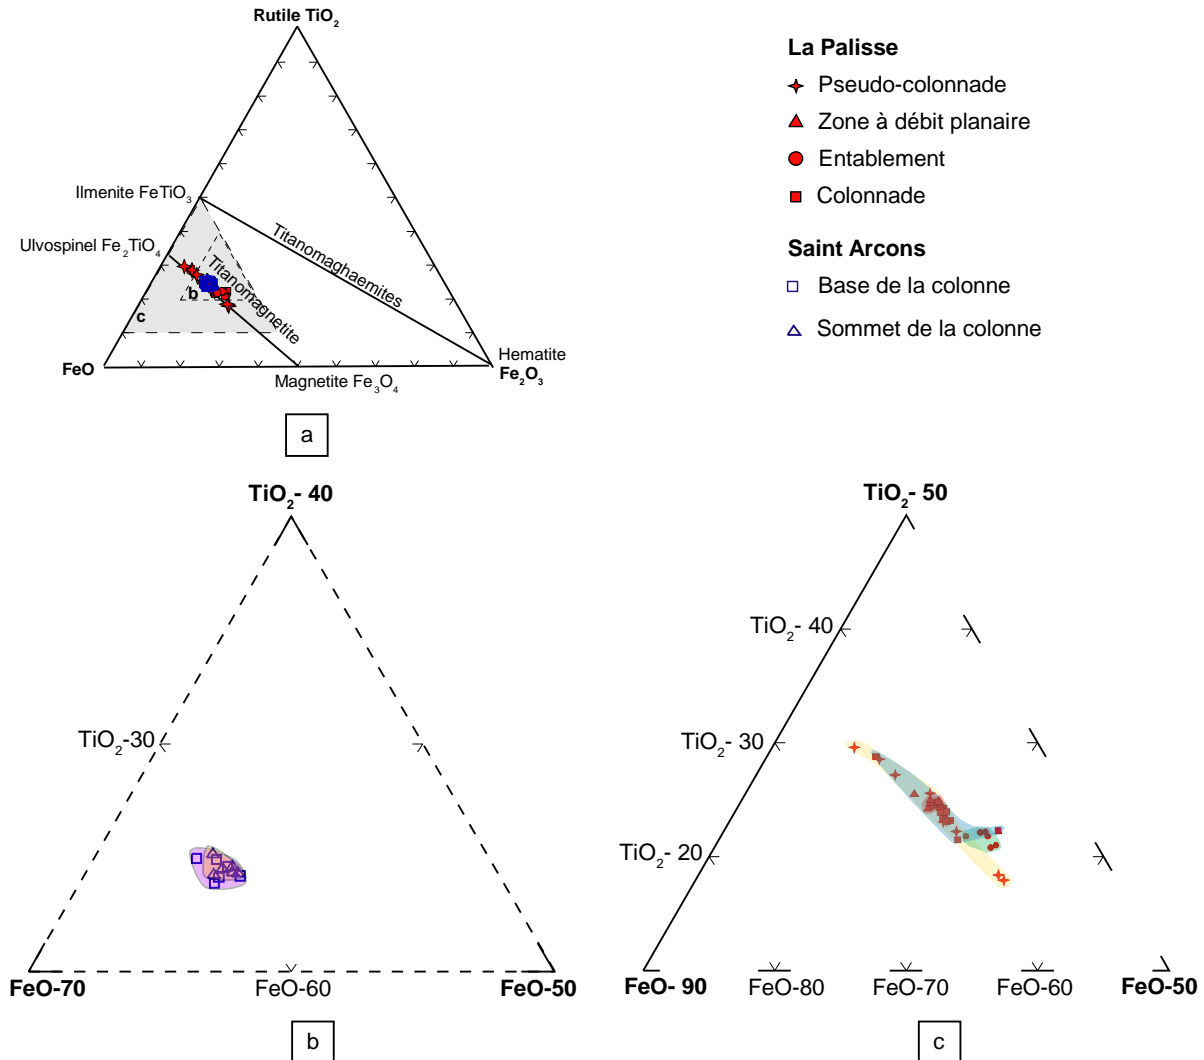 Rutile TiO₂
Ilmenite FeTiO₃
Ulvospinel Fe₂TiO₄
Titanomaghaemites
Titanomagnetite
b
c
FeO
Magnetite Fe₃O₄
Hematite
Fe₂O₃
a
La Palisse
Pseudo-colonnade
Zone à débit planaire
Entablement
Colonnade
Saint Arcons
Base de la colonne
Sommet de la colonne
TiO₂- 40
TiO₂-30
FeO-70
FeO-60
FeO-50
b
TiO₂- 50
TiO₂- 40
TiO₂- 30
TiO₂- 20
FeO- 90
FeO-80
FeO-70
FeO-60
FeO-50
c